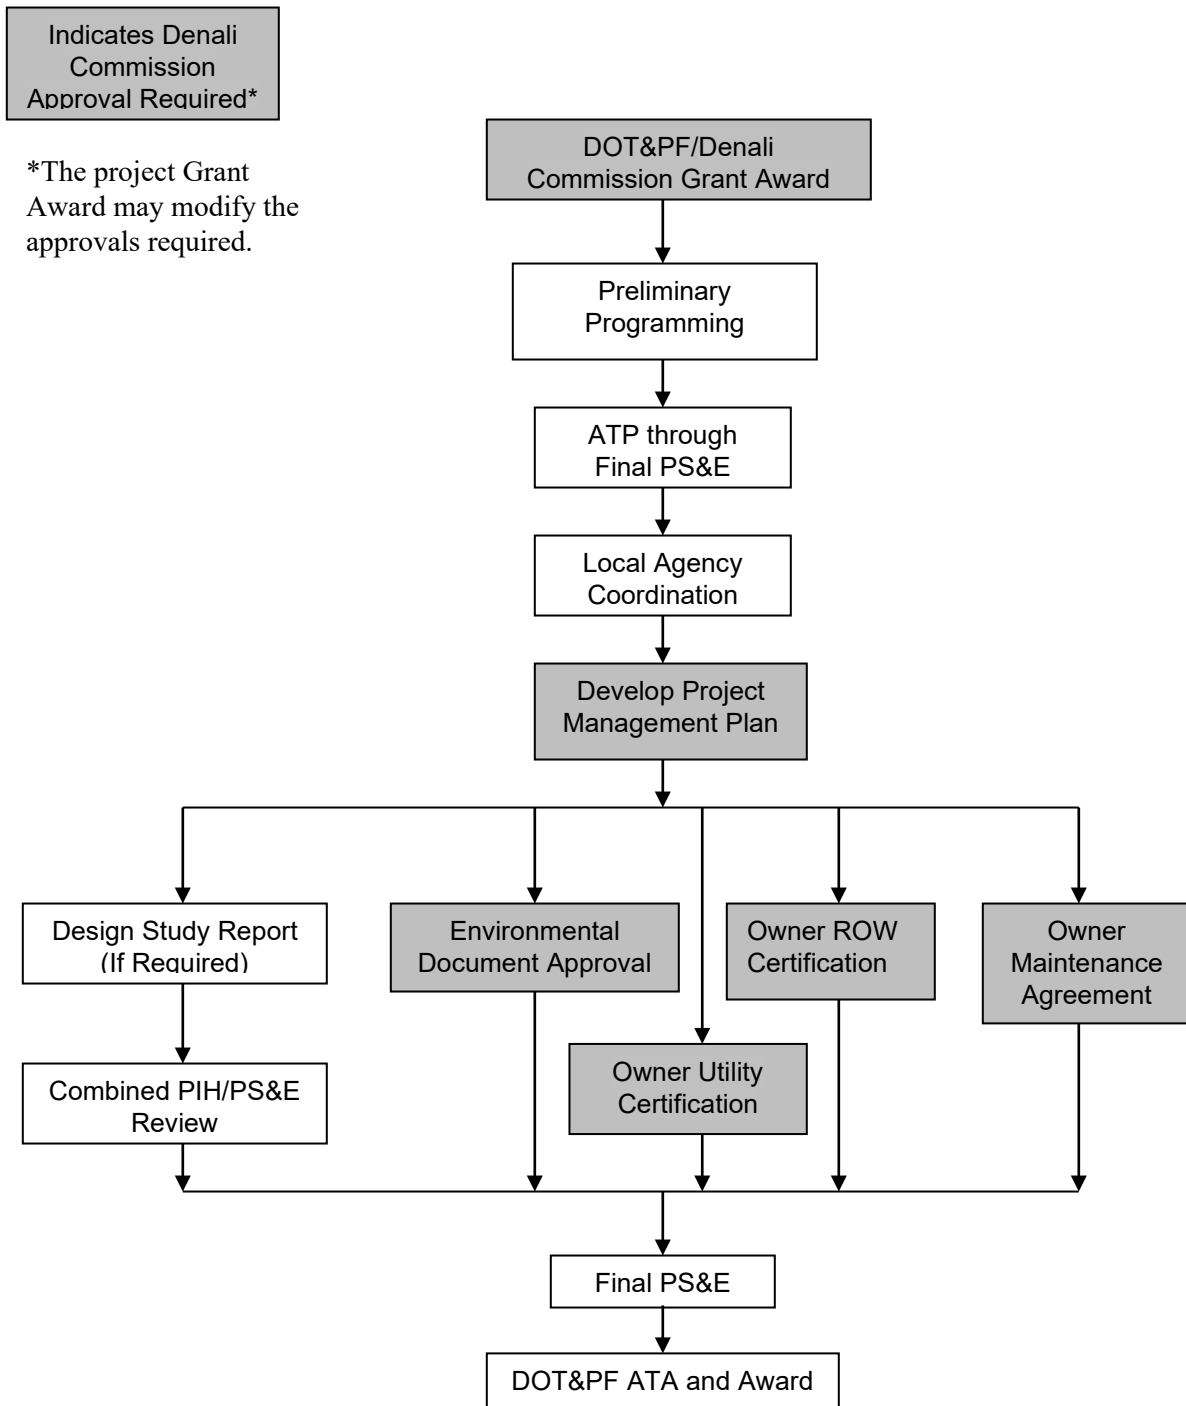 Indicates Denali
Commission
Approval Required*
*The project Grant
Award may modify the
approvals required.
DOT&PF/Denali
Commission Grant Award
Preliminary
Programming
ATP through
Final PS&E
Local Agency
Coordination
Develop Project
Management Plan
Design Study Report
(If Required)
Environmental
Document Approval
Owner ROW
Certification
Owner
Maintenance
Agreement
Owner Utility
Certification
Combined PIH/PS&E
Review
Final PS&E
DOT&PF ATA and Award